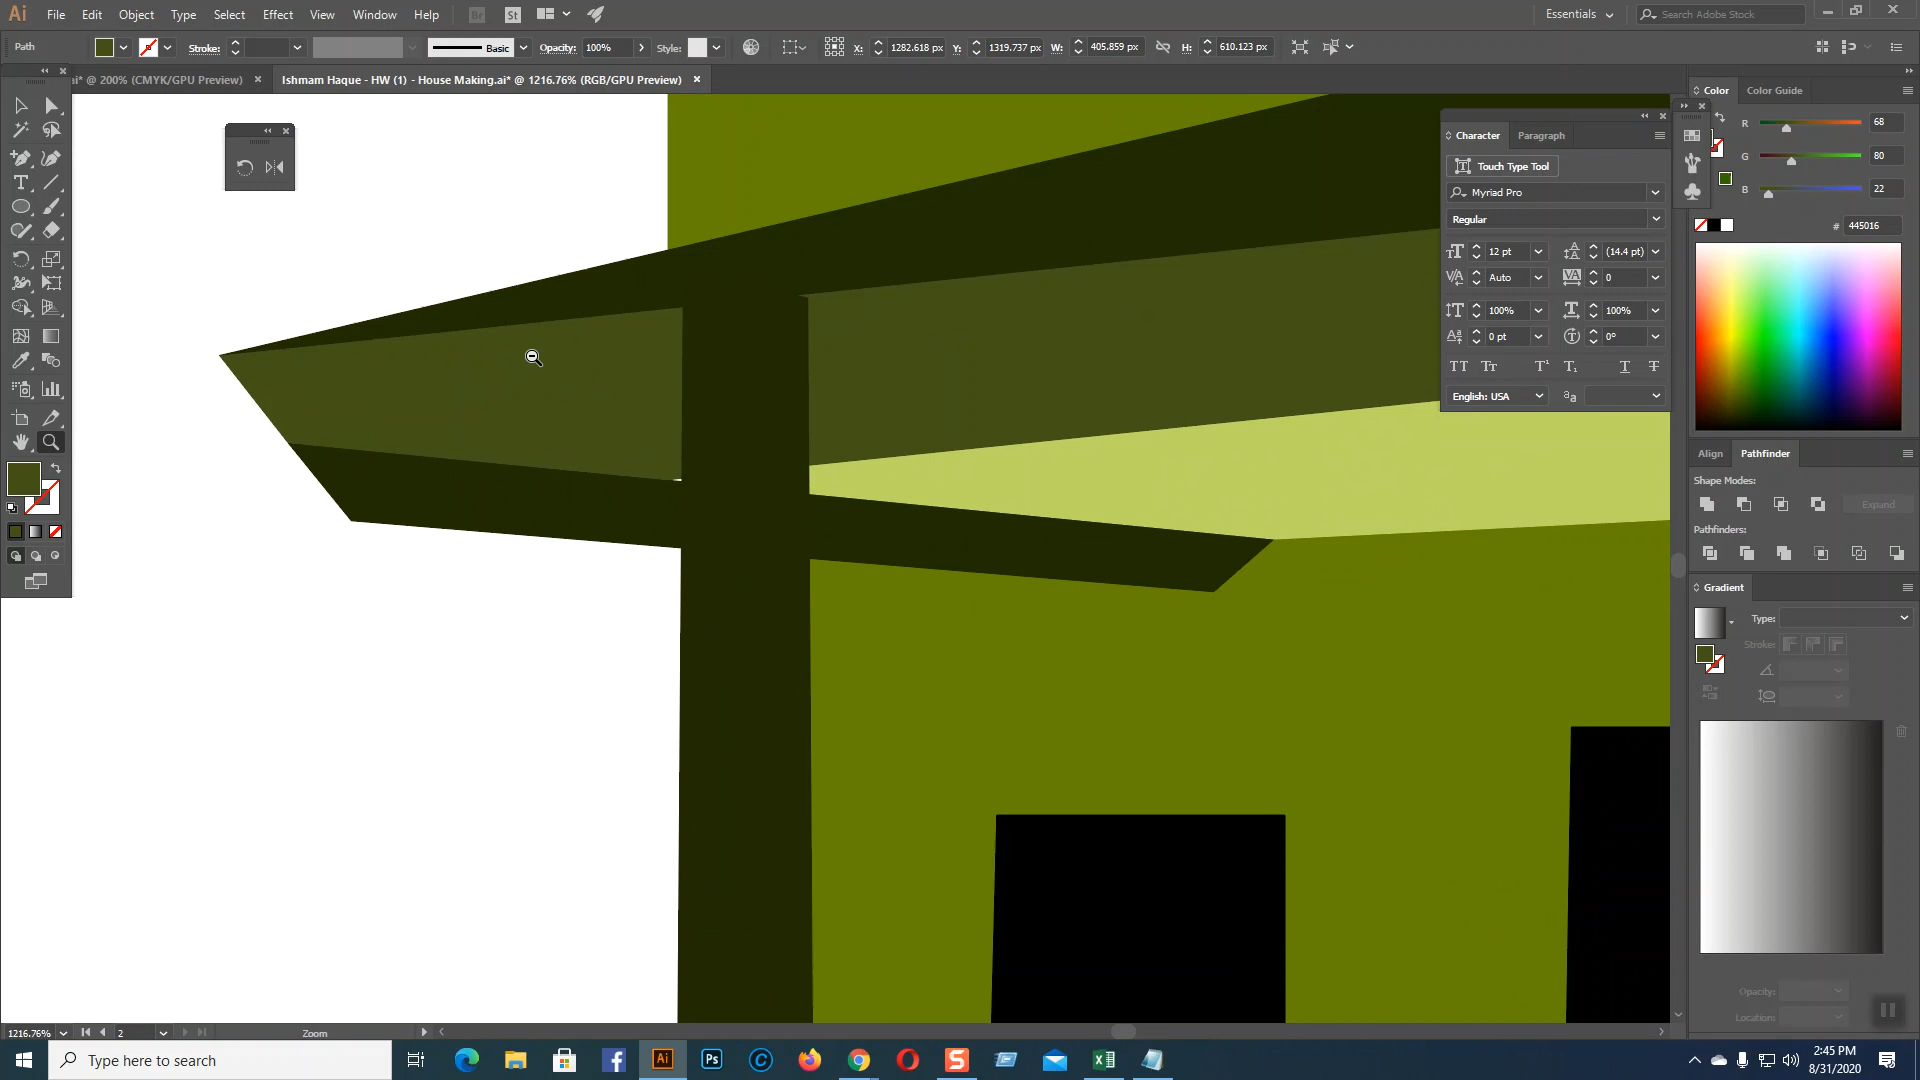 Ai File Edit Object Type Select Effect View Window Help Br St Essentials Search Adobe Stock
Path Stroke: Basic Opacity: 100% Style: X: 1282.618 px Y: 1319.737 px W: 405.859 px H: 610.123 px
ai* @ 200% (CMYK/GPU Preview) Ishmam Haque - HW (1) - House Making.ai* @ 1216.76% (RGB/GPU Preview)
Color Color Guide
R 68
G 80
B 22
# 445016
Character Paragraph
Touch Type Tool
Myriad Pro
Regular
12 pt (14.4 pt)
Auto 0
100% 100%
0 pt 0°
English: USA
Align Pathfinder
Shape Modes:
Expand
Pathfinders:
Gradient
Type:
Stroke:
Opacity:
Location:
1216.76% 2 Zoom
Type here to search
2:45 PM
8/31/2020